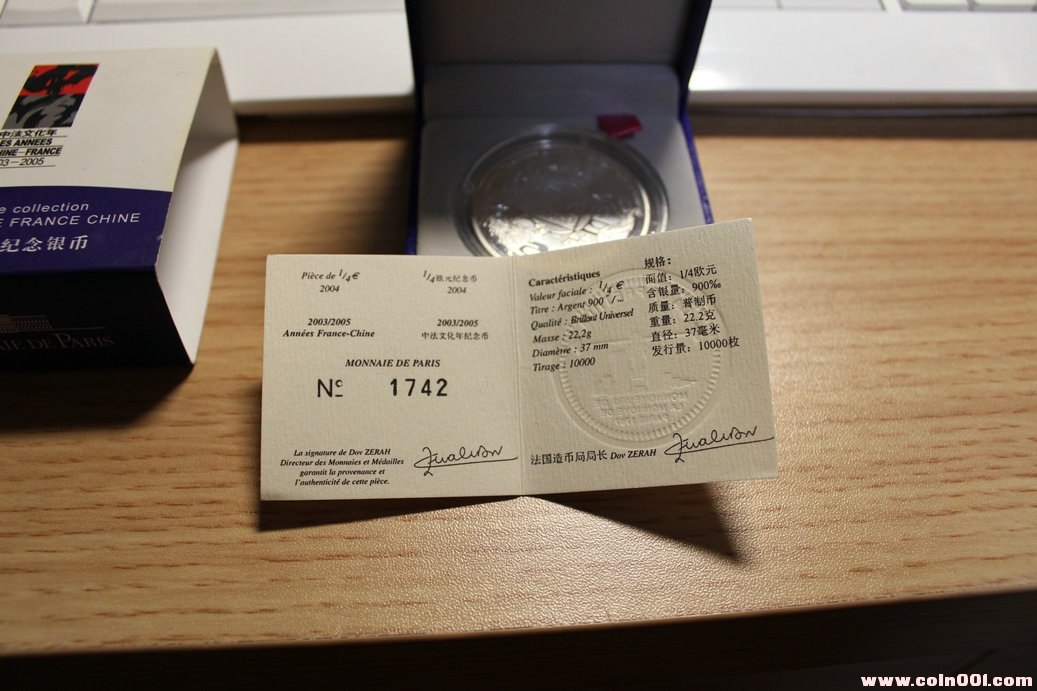 中法文化年
ES ANNEES
HINE-FRANCE
03-2005
e collection
E FRANCE CHINE
纪念银币
NAIE DE PARIS
Pièce de 1/4€
2004
1/4欧元纪念币
2004
2003/2005
Années France-Chine
2003/2005
中法文化年纪念币
MONNAIE DE PARIS
Nº 1742
La signature de Dov ZERAH
Directeur des Monnaies et Médailles
garantit la provenance et
l'authenticité de cette pièce.
Caractéristiques
Valeur faciale : 1/4 €
Titre : Argent 900 °/...
Qualité : Brillant Universel
Masse : 22,2g
Diamètre : 37 mm
Tirage : 10000
规格：
面值：1/4欧元
含银量：900‰
质量：普制币
重量：22.2克
直径：37毫米
发行量：10000枚
法国造币局局长 Dov ZERAH
www.coin001.com